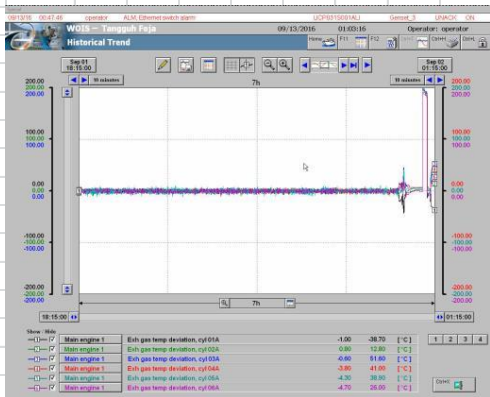 09/13/16 00:47:46 operator ALM, Ethernet switch alarm Genset_3 UNACK ON
WOIS – Tangguh Foja 09/13/2016 01:03:16 Operator: operator
Historical Trend Home F11 F12 Ctrl+L
Sep 01
18:15:00
Sep 02
01:15:00
10 minutes 7h 10 minutes
200.00 200.00
200.00 200.00
200.00 200.00
100.00 100.00
100.00 100.00
100.00 100.00
0.00 0.00
0.00 0.00
0.00 0.00
-100.00 -100.00
-100.00 -100.00
-100.00 -100.00
-200.00 -200.00
-200.00 -200.00
-200.00 -200.00
7h
18:15:00 01:15:00
Show / Hide
Main engine 1 Exh gas temp deviation, cyl 01A -1.00 -38.70 [°C]
Main engine 1 Exh gas temp deviation, cyl 02A 0.80 12.80 [°C]
Main engine 1 Exh gas temp deviation, cyl 03A -0.60 51.60 [°C]
Main engine 1 Exh gas temp deviation, cyl 04A -3.80 41.00 [°C]
Main engine 1 Exh gas temp deviation, cyl 05A -4.30 38.90 [°C]
Main engine 1 Exh gas temp deviation, cyl 06A -4.70 26.00 [°C]
1 2 3 4